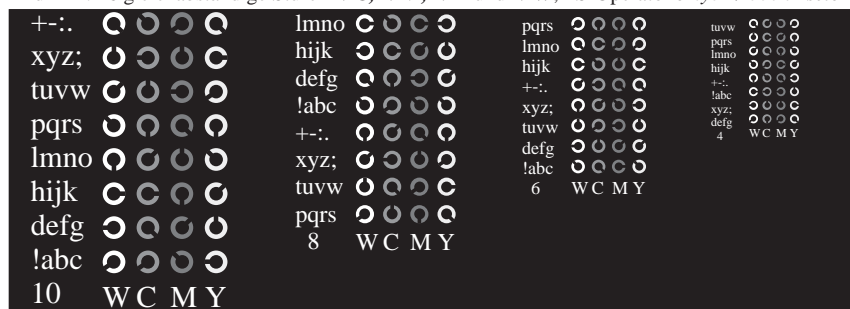 +-:.
xyz;
tuvw
pqrs
lmno
hijk
defg
!abc
10 W C M Y
lmno
hijk
defg
!abc
+-:.
xyz;
tuvw
pqrs
8 W C M Y
pqrs
lmno
hijk
+-:.
xyz;
tuvw
defg
!abc
6 W C M Y
tuvw
pqrs
lmno
hijk
+-:.
!abc
xyz;
defg
4 W C M Y